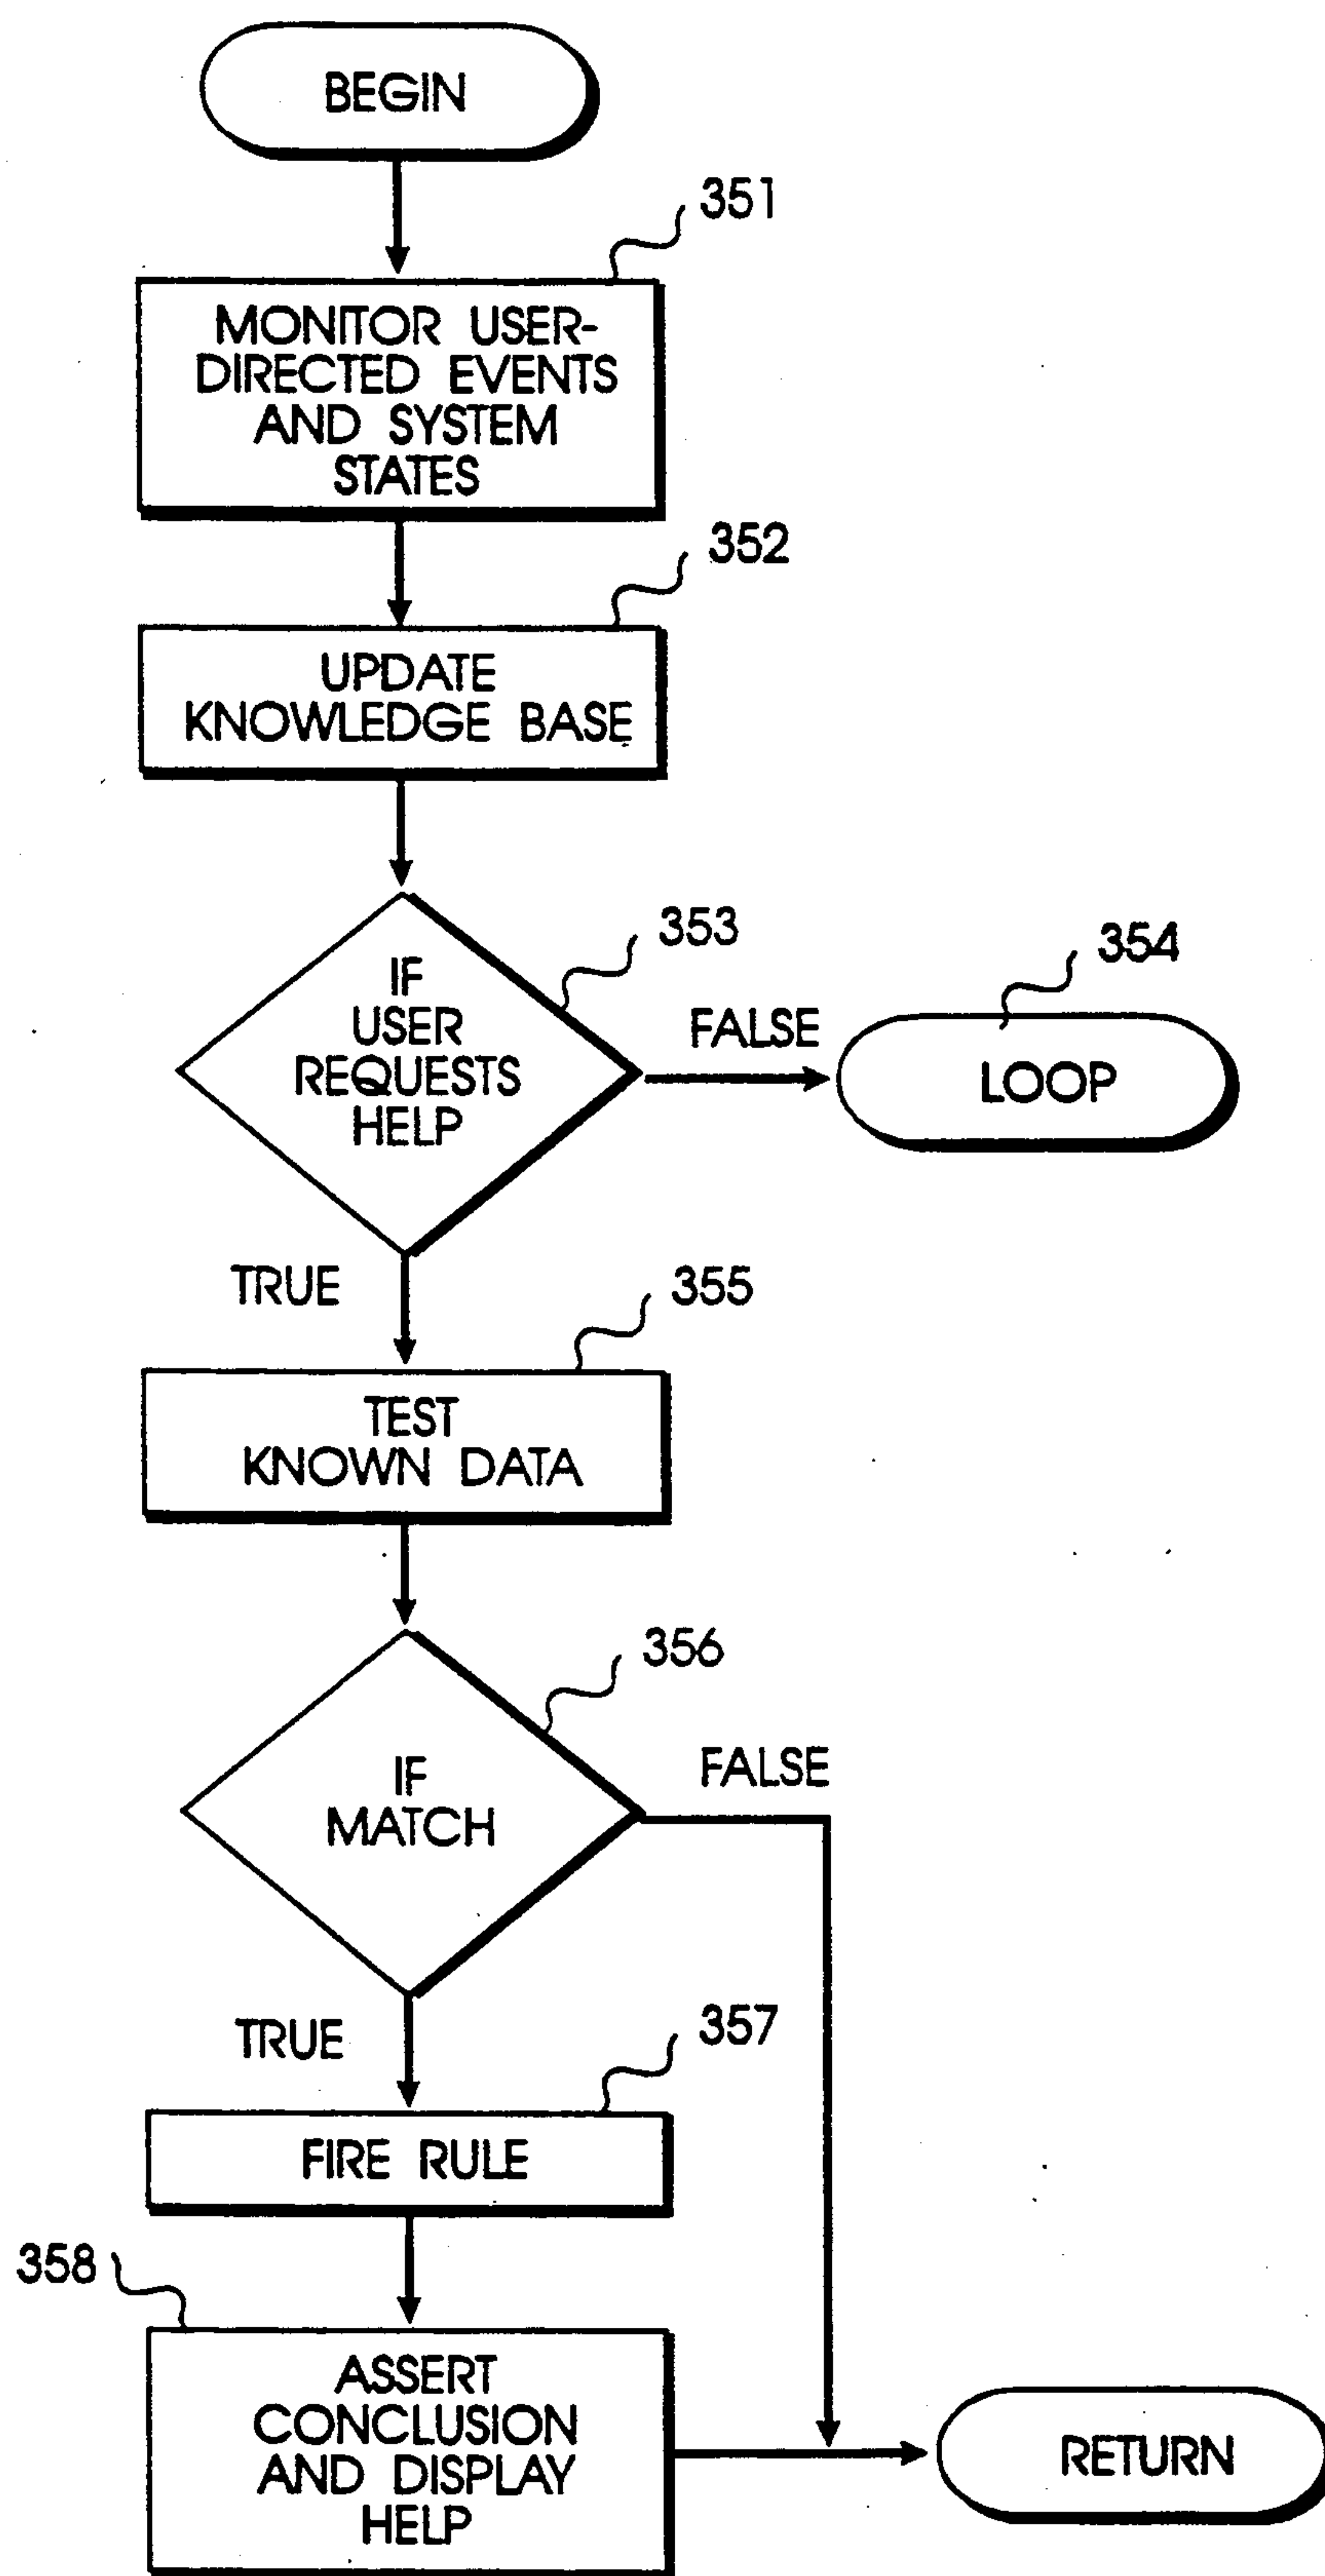 BEGIN
351
MONITOR USER-
DIRECTED EVENTS
AND SYSTEM
STATES
352
UPDATE
KNOWLEDGE BASE
353
IF
USER
REQUESTS
HELP
FALSE
354
LOOP
TRUE
355
TEST
KNOWN DATA
356
IF
MATCH
FALSE
TRUE
357
FIRE RULE
358
ASSERT
CONCLUSION
AND DISPLAY
HELP
RETURN